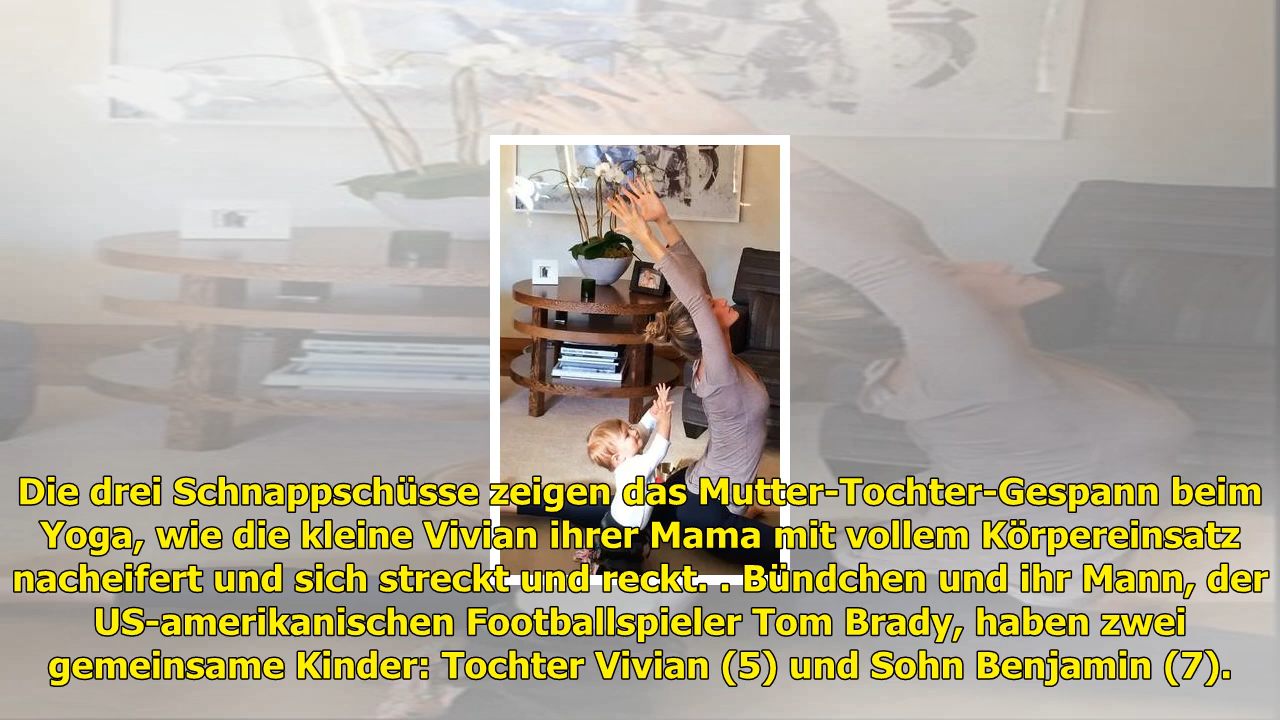 Die drei Schnappschüsse zeigen das Mutter-Tochter-Gespann beim
Yoga, wie die kleine Vivian ihrer Mama mit vollem Körpereinsatz
nacheifert und sich streckt und reckt. . Bündchen und ihr Mann, der
US-amerikanischen Footballspieler Tom Brady, haben zwei
gemeinsame Kinder: Tochter Vivian (5) und Sohn Benjamin (7).